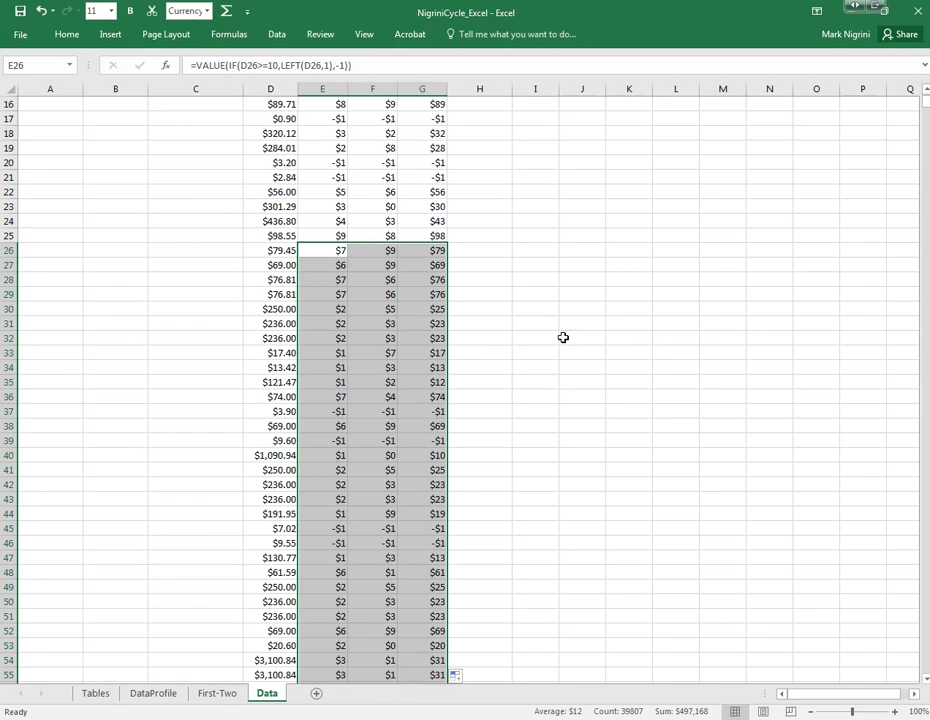 11 B Currency
NigriniCycle_Excel - Excel
File Home Insert Page Layout Formulas Data Review View Acrobat Tell me what you want to do... Mark Nigrini Share
E26 fx =VALUE(IF(D26>=10,LEFT(D26,1),-1))
A B C D E F G H I J K L M N O P Q
16 $89.71 $8 $9 $89
17 $0.90 -$1 -$1 -$1
18 $320.12 $3 $2 $32
19 $284.01 $2 $8 $28
20 $3.20 -$1 -$1 -$1
21 $2.84 -$1 -$1 -$1
22 $56.00 $5 $6 $56
23 $301.29 $3 $0 $30
24 $436.80 $4 $3 $43
25 $98.55 $9 $8 $98
26 $79.45 $7 $9 $79
27 $69.00 $6 $9 $69
28 $76.81 $7 $6 $76
29 $76.81 $7 $6 $76
30 $250.00 $2 $5 $25
31 $236.00 $2 $3 $23
32 $236.00 $2 $3 $23
33 $17.40 $1 $7 $17
34 $13.42 $1 $3 $13
35 $121.47 $1 $2 $12
36 $74.00 $7 $4 $74
37 $3.90 -$1 -$1 -$1
38 $69.00 $6 $9 $69
39 $9.60 -$1 -$1 -$1
40 $1,090.94 $1 $0 $10
41 $250.00 $2 $5 $25
42 $236.00 $2 $3 $23
43 $236.00 $2 $3 $23
44 $191.95 $1 $9 $19
45 $7.02 -$1 -$1 -$1
46 $9.55 -$1 -$1 -$1
47 $130.77 $1 $3 $13
48 $61.59 $6 $1 $61
49 $250.00 $2 $5 $25
50 $236.00 $2 $3 $23
51 $236.00 $2 $3 $23
52 $69.00 $6 $9 $69
53 $20.60 $2 $0 $20
54 $3,100.84 $3 $1 $31
55 $3,100.84 $3 $1 $31
Tables DataProfile First-Two Data
Ready Average: $12 Count: 39807 Sum: $497,168 100%